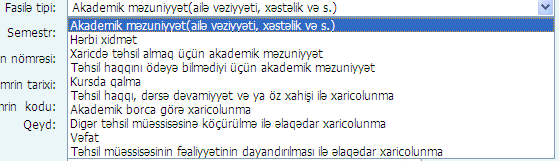 Fasilə tipi: Akademik məzuniyyət(ailə vəziyyəti, xəstəlik və s.)
Akademik məzuniyyət(ailə vəziyyəti, xəstəlik və s.)
Semestr: Hərbi xidmət
Xaricdə təhsil almaq üçün akademik məzuniyyət
n nömrəsi: Təhsil haqqını ödəyə bilmədiyi üçün akademik məzuniyyət
Kursda qalma
mrin tarixi: Təhsil haqqı, dərsə dəvamiyyət və ya öz xahişi ilə xaricolunma
mrin kodu: Akademik borca görə xaricolunma
Qeyd: Digər təhsil müəssisəsinə köçürülmə ilə əlaqədar xaricolunma
Vəfat
Təhsil müəssisəsinin fəaliyyətinin dayandırılması ilə əlaqədar xaricolunma